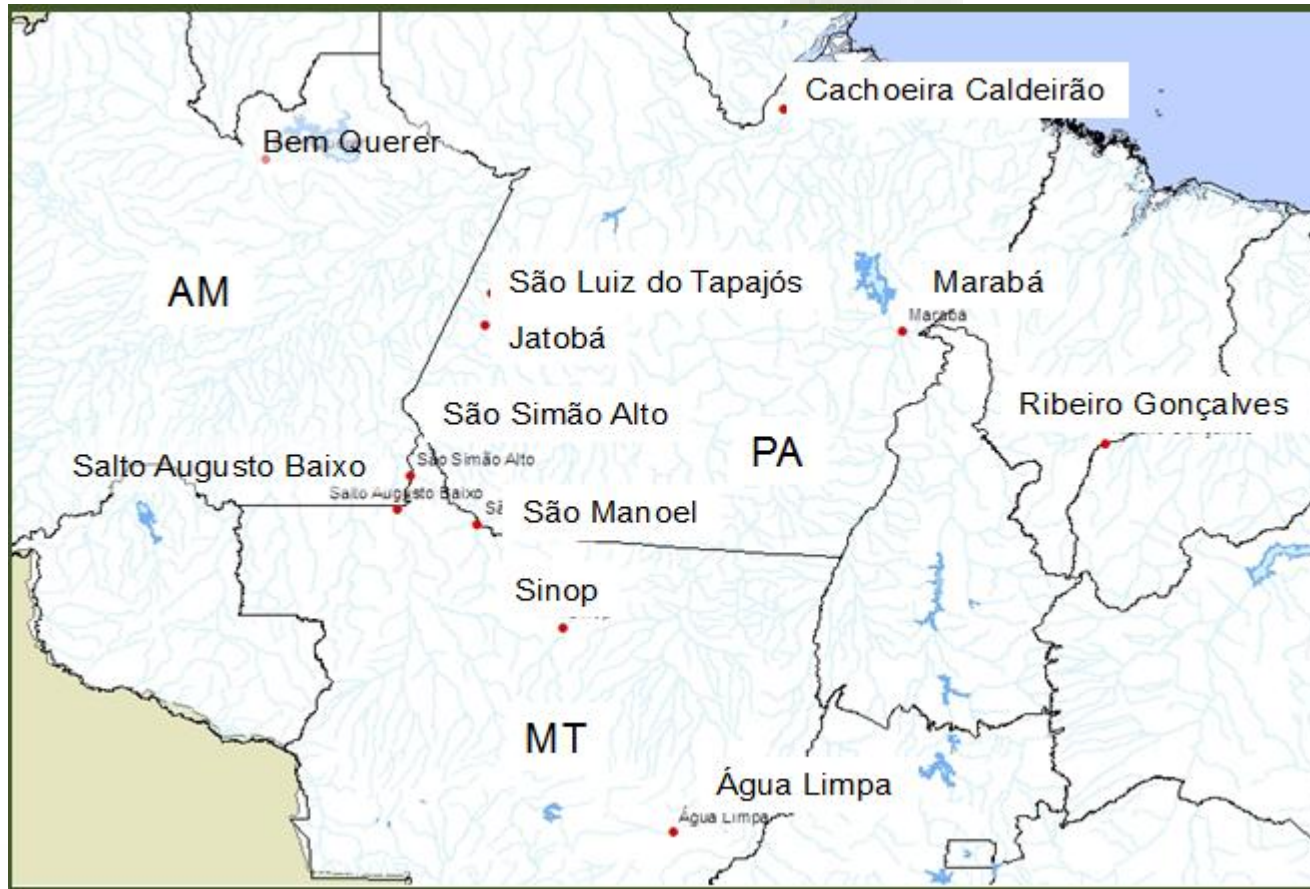 Cachoeira Caldeirão
Bem Querer
AM
São Luiz do Tapajós
Marabá
Marabá
Jatobá
São Simão Alto
Ribeiro Gonçalves
PA
Salto Augusto Baixo
São Simão Alto
Salto Augusto Baixo
São Manoel
Sinop
MT
Água Limpa
Água Limpa